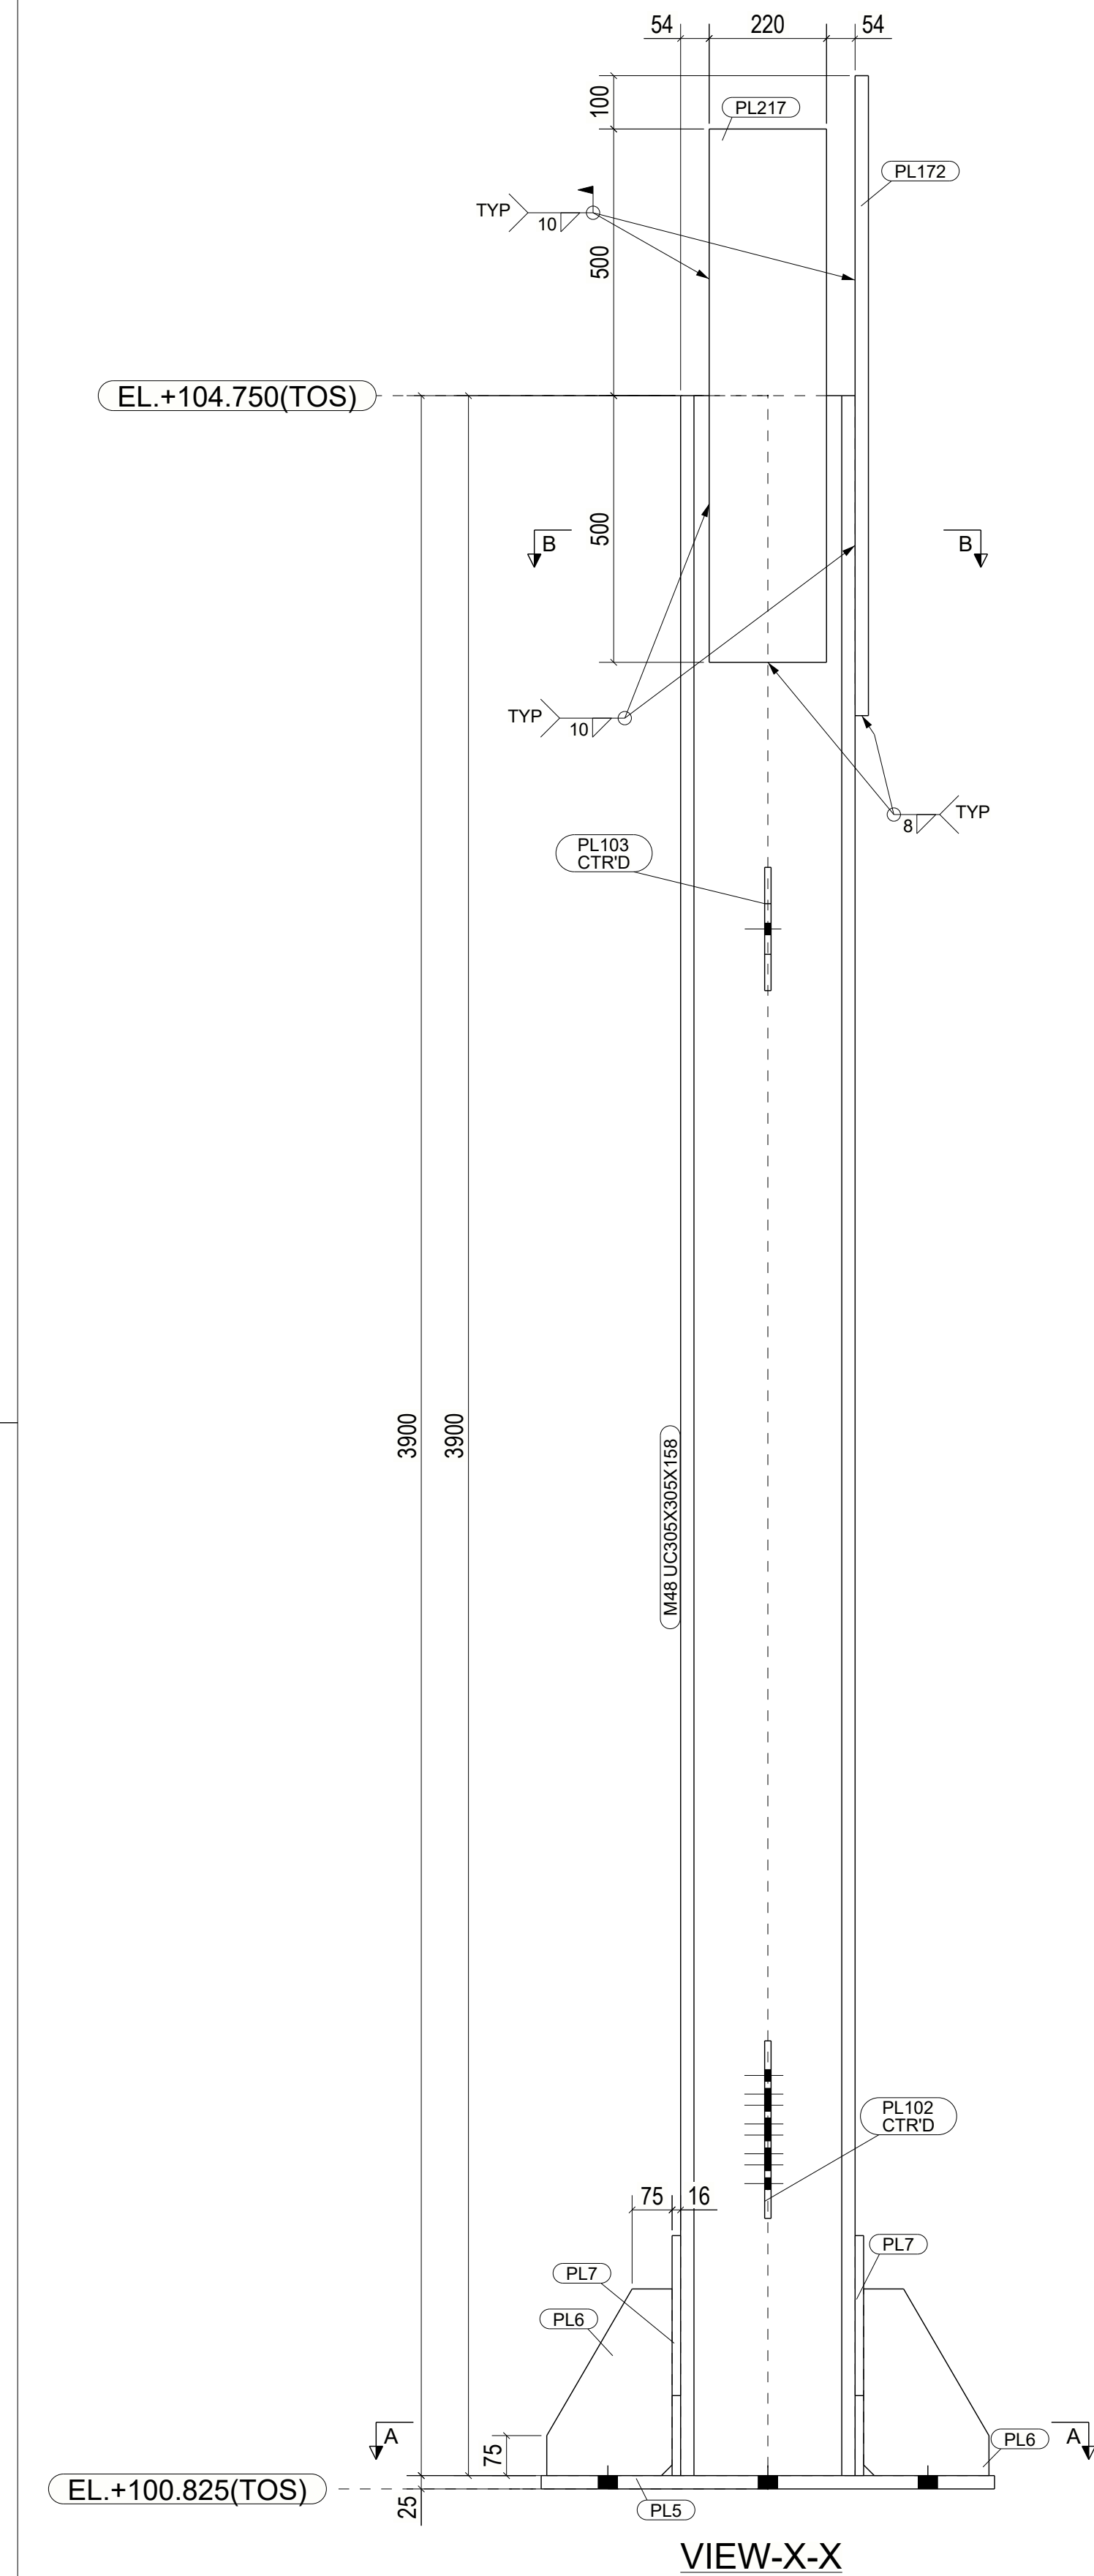 54 220 54
100
PL217
PL172
TYP
10
500
EL.+104.750(TOS)
500
B B
TYP
10
8 TYP
PL103
CTR'D
3900
3900
M48 UC305X305X158
PL102
CTR'D
75 16
PL7
PL7
PL6
A A
75
PL6
EL.+100.825(TOS)
25
PL5
VIEW-X-X